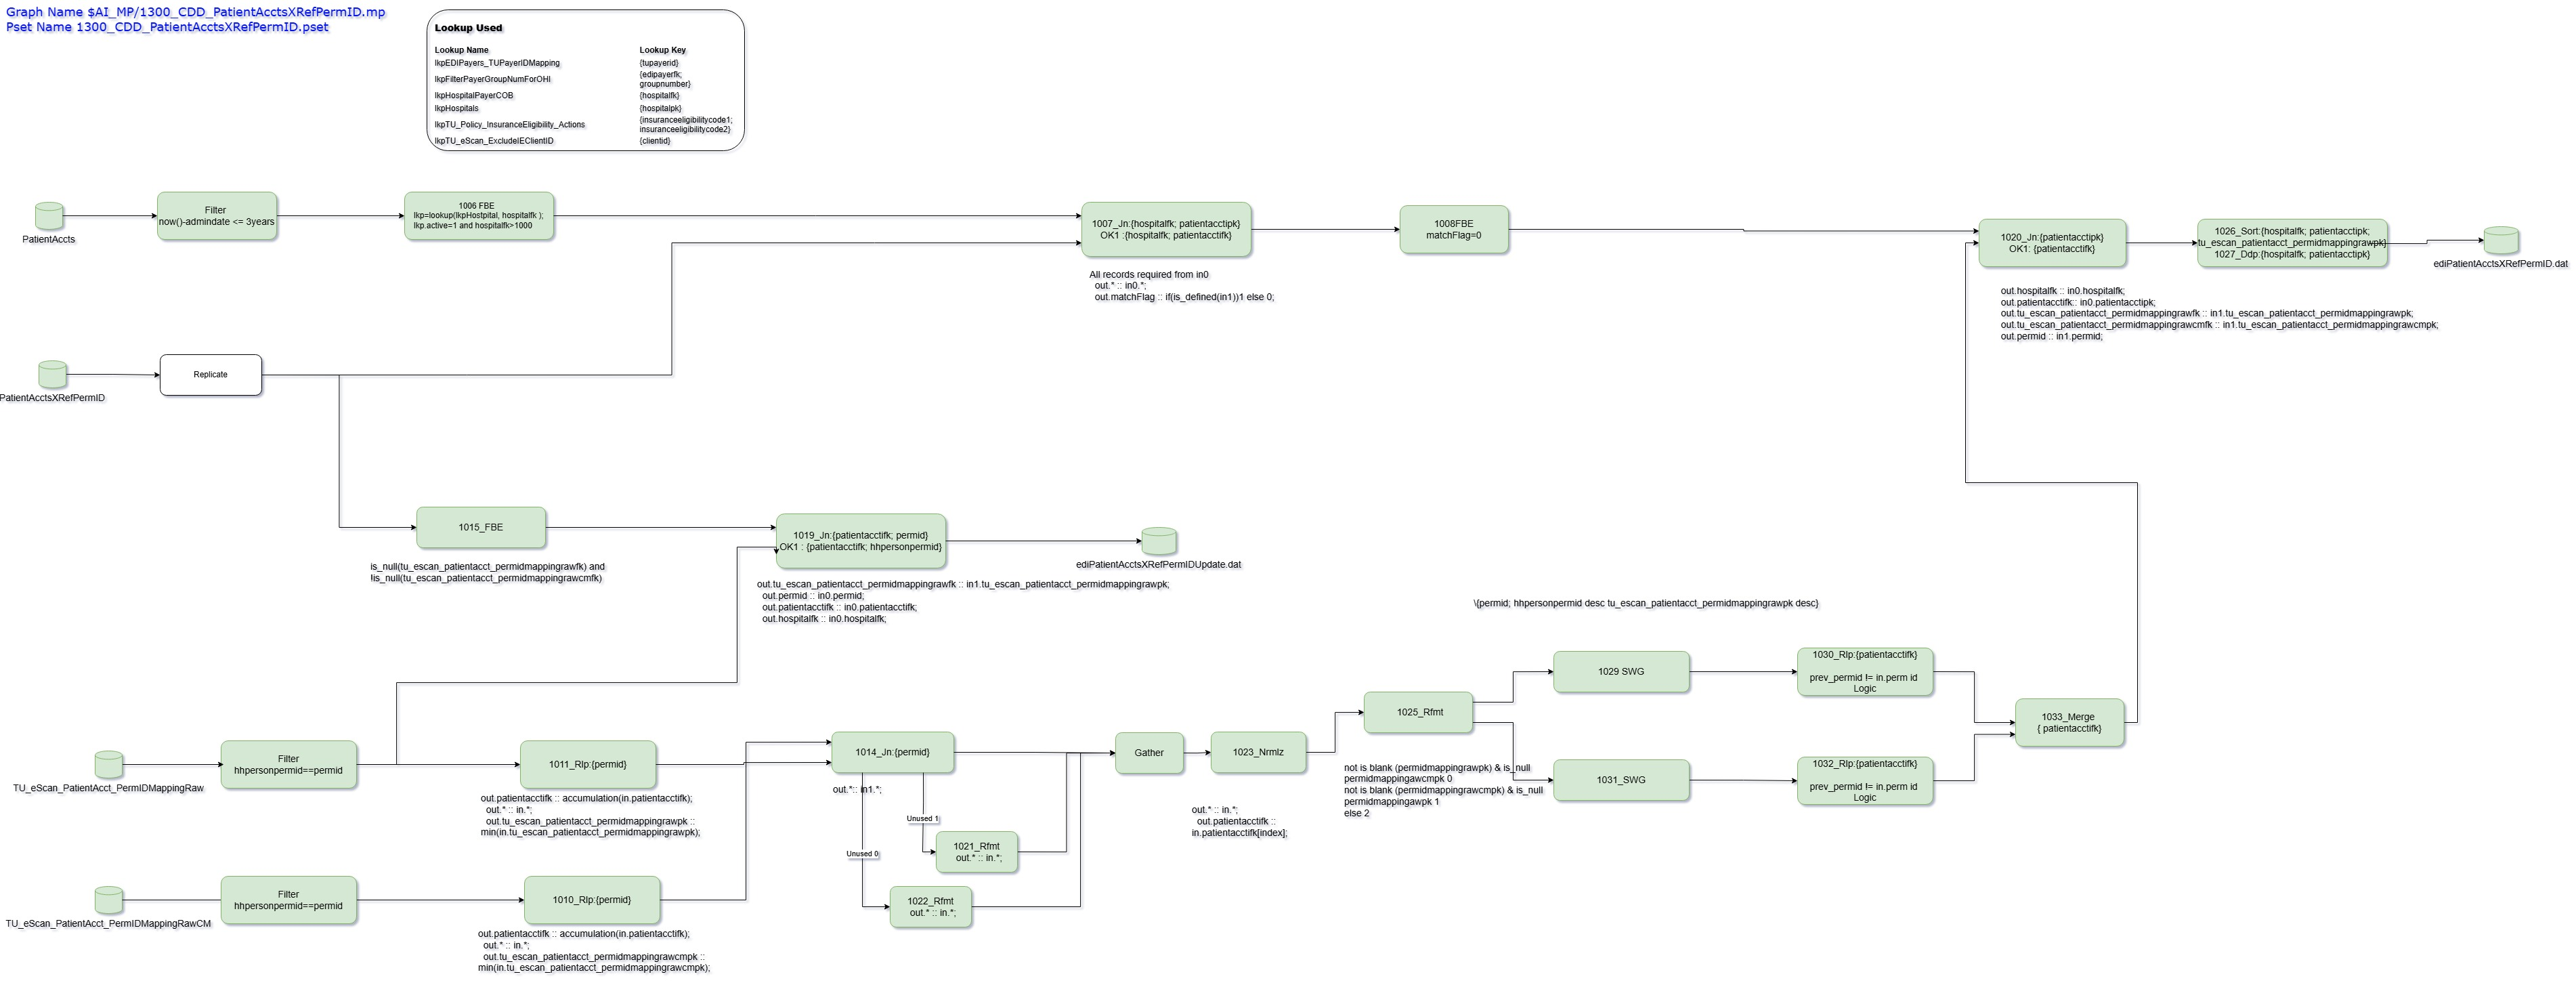 Graph Name $AI_MP/1300_CDD_PatientAcctsXRefPermID.mp
Pset Name 1300_CDD_PatientAcctsXRefPermID.pset
Lookup Used
Lookup Name Lookup Key
lkpEDIPayers_TUPayerIDMapping {tupayerid}
lkpFilterPayerGroupNumForOHI {edipayerfk;
groupnumber}
lkpHospitalPayerCOB {hospitalfk}
lkpHospitals {hospitalpk}
lkpTU_Policy_InsuranceEligibility_Actions {insuranceeligibilitycode1;
insuranceeligibilitycode2}
lkpTU_eScan_ExcludeIEClientID {clientid}
PatientAccts
Filter
now()-admindate <= 3years
1006 FBE
lkp=lookup(lkpHostpital, hospitalfk );
lkp.active=1 and hospitalfk>1000
1007_Jn:{hospitalfk; patientacctipk}
OK1 :{hospitalfk; patientacctifk}
All records required from in0
out.* :: in0.*;
out.matchFlag :: if(is_defined(in1))1 else 0;
1008FBE
matchFlag=0
1020_Jn:{patientacctipk}
OK1: {patientacctifk}
out.hospitalfk :: in0.hospitalfk;
out.patientacctifk:: in0.patientacctipk;
out.tu_escan_patientacct_permidmappingrawfk :: in1.tu_escan_patientacct_permidmappingrawpk;
out.tu_escan_patientacct_permidmappingrawcmfk :: in1.tu_escan_patientacct_permidmappingrawcmpk;
out.permid :: in1.permid;
1026_Sort:{hospitalfk; patientacctipk;
tu_escan_patientacct_permidmappingrawpk}
1027_Ddp:{hospitalfk; patientacctipk}
ediPatientAcctsXRefPermID.dat
PatientAcctsXRefPermID
Replicate
1015_FBE
is_null(tu_escan_patientacct_permidmappingrawfk) and
!is_null(tu_escan_patientacct_permidmappingrawcmfk)
1019_Jn:{patientacctifk; permid}
OK1 : {patientacctifk; hhpersonpermid}
out.tu_escan_patientacct_permidmappingrawfk :: in1.tu_escan_patientacct_permidmappingrawpk;
out.permid :: in0.permid;
out.patientacctifk :: in0.patientacctifk;
out.hospitalfk :: in0.hospitalfk;
ediPatientAcctsXRefPermIDUpdate.dat
\{permid; hhpersonpermid desc tu_escan_patientacct_permidmappingrawpk desc}
TU_eScan_PatientAcct_PermIDMappingRaw
Filter
hhpersonpermid==permid
1011_Rlp:{permid}
out.patientacctifk :: accumulation(in.patientacctifk);
out.* :: in.*;
out.tu_escan_patientacct_permidmappingrawpk ::
min(in.tu_escan_patientacct_permidmappingrawpk);
1014_Jn:{permid}
out.*:: in1.*;
Unused 1
Unused 0
1021_Rfmt
out.* :: in.*;
1022_Rfmt
out.* :: in.*;
Gather
1023_Nrmlz
out.* :: in.*;
out.patientacctifk ::
in.patientacctifk[index];
1025_Rfmt
not is blank (permidmappingrawpk) & is_null
permidmappingawcmpk 0
not is blank (permidmappingrawcmpk) & is_null
permidmappingawpk 1
else 2
1029 SWG
1031_SWG
1030_Rlp:{patientacctifk}
prev_permid != in.perm id
Logic
1032_Rlp:{patientacctifk}
prev_permid != in.perm id
Logic
1033_Merge
{ patientacctifk}
TU_eScan_PatientAcct_PermIDMappingRawCM
Filter
hhpersonpermid==permid
1010_Rlp:{permid}
out.patientacctifk :: accumulation(in.patientacctifk);
out.* :: in.*;
out.tu_escan_patientacct_permidmappingrawcmpk ::
min(in.tu_escan_patientacct_permidmappingrawcmpk);